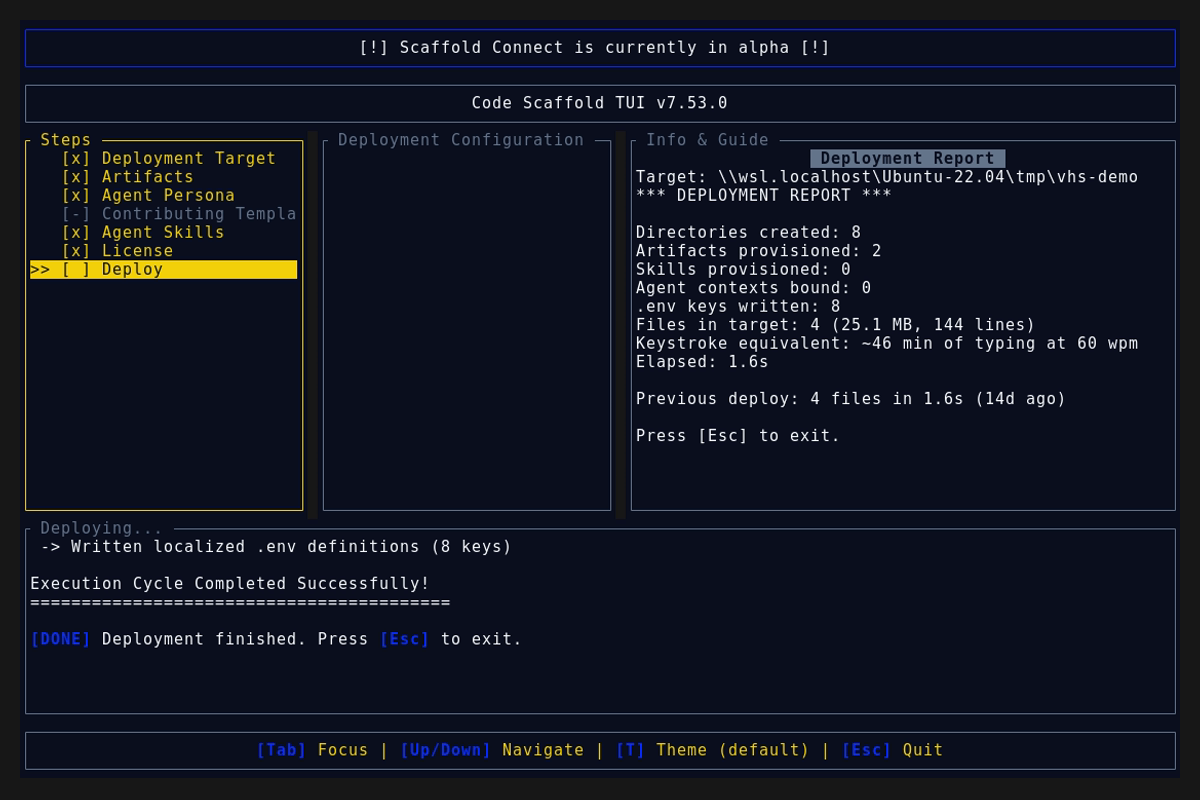 [!] Scaffold Connect is currently in alpha [!]
Code Scaffold TUI v7.53.0
Steps
[x] Deployment Target
[x] Artifacts
[x] Agent Persona
[-] Contributing Templa
[x] Agent Skills
[x] License
>> [ ] Deploy
Deployment Configuration
Info & Guide
Deployment Report
Target: \\wsl.localhost\Ubuntu-22.04\tmp\vhs-demo
*** DEPLOYMENT REPORT ***
Directories created: 8
Artifacts provisioned: 2
Skills provisioned: 0
Agent contexts bound: 0
.env keys written: 8
Files in target: 4 (25.1 MB, 144 lines)
Keystroke equivalent: ~46 min of typing at 60 wpm
Elapsed: 1.6s
Previous deploy: 4 files in 1.6s (14d ago)
Press [Esc] to exit.
Deploying...
-> Written localized .env definitions (8 keys)
Execution Cycle Completed Successfully!
=========================================
[DONE] Deployment finished. Press [Esc] to exit.
[Tab] Focus | [Up/Down] Navigate | [T] Theme (default) | [Esc] Quit